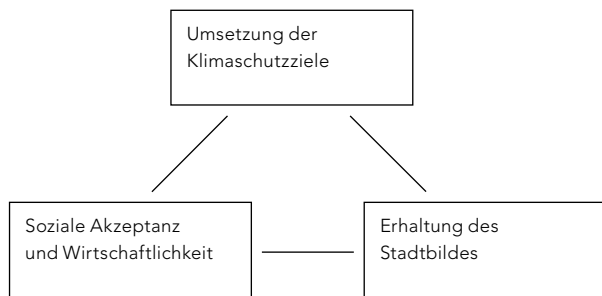 Umsetzung der
Klimaschutzziele
Soziale Akzeptanz
und Wirtschaftlichkeit
Erhaltung des
Stadtbildes